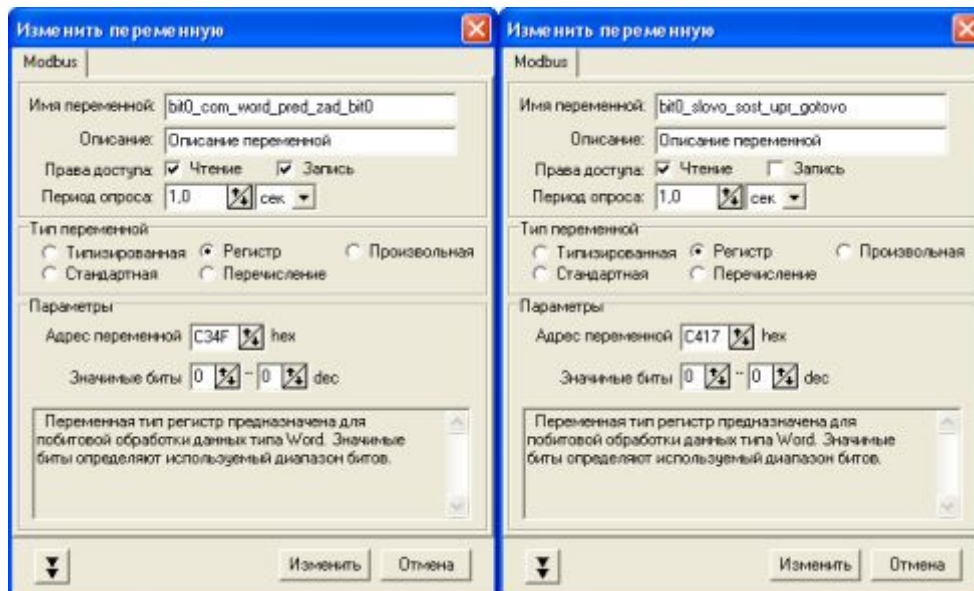 Изменить переменную
Modbus
Имя переменной: bit0_com_word_pred_zad_bit0
Описание: Описание переменной
Права доступа: Чтение Запись
Период опроса: 1,0 сек
Тип переменной
Типизированная Регистр Произвольная
Стандартная Перечисление
Параметры
Адрес переменной C34F hex
Значимые биты 0 - 0 dec
Переменная тип регистр предназначена для
побитовой обработки данных типа Word. Значимые
биты определяют используемый диапазон битов.
Изменить Отмена
Изменить переменную
Modbus
Имя переменной: bit0_slovo_sost_upr_gotovo
Описание: Описание переменной
Права доступа: Чтение Запись
Период опроса: 1,0 сек
Тип переменной
Типизированная Регистр Произвольная
Стандартная Перечисление
Параметры
Адрес переменной C417 hex
Значимые биты 0 - 0 dec
Переменная тип регистр предназначена для
побитовой обработки данных типа Word. Значимые
биты определяют используемый диапазон битов.
Изменить Отмена